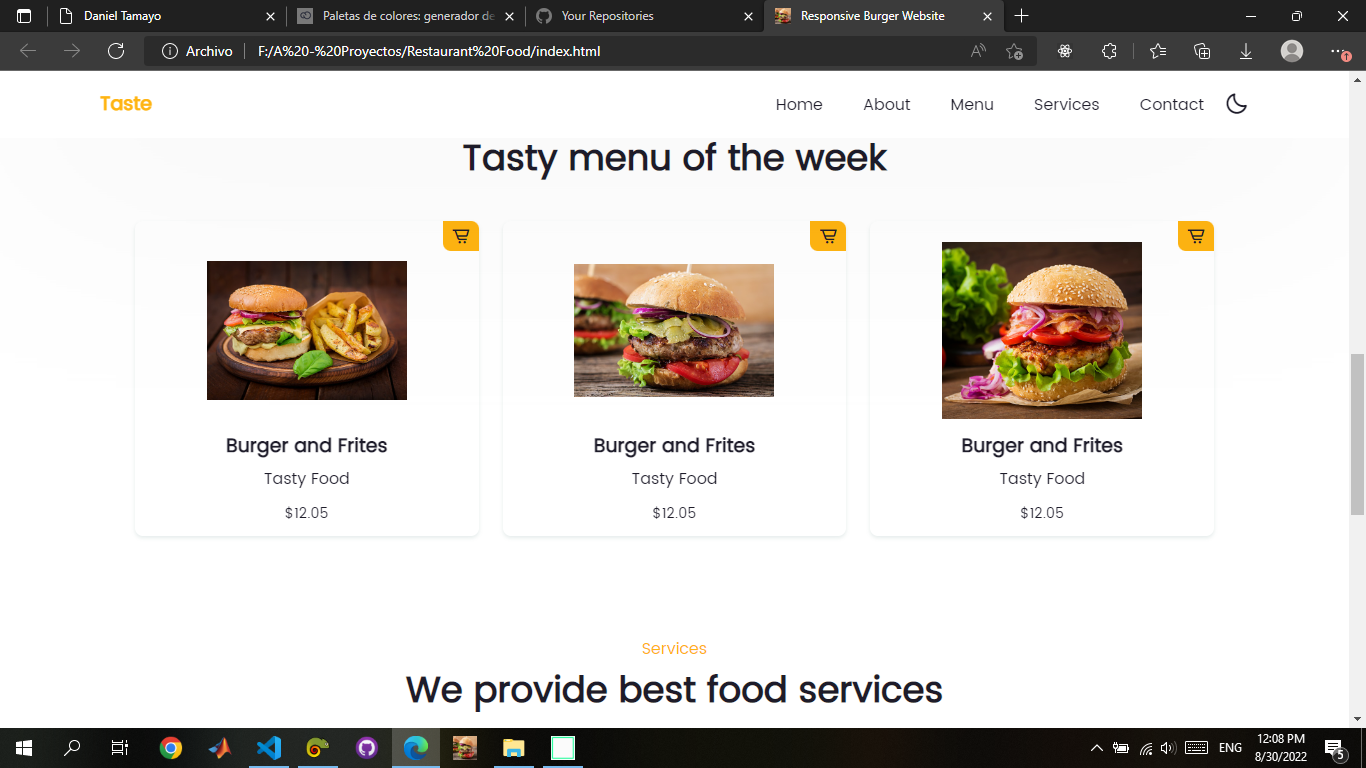 Daniel Tamayo
Paletas de colores: generador de
Your Repositories
Responsive Burger Website
Archivo
F:/A%20-%20Proyectos/Restaurant%20Food/index.html
Taste
Home
About
Menu
Services
Contact
Tasty menu of the week
Burger and Frites
Tasty Food
$12.05
Burger and Frites
Tasty Food
$12.05
Burger and Frites
Tasty Food
$12.05
Services
We provide best food services
ENG
12:08 PM
8/30/2022
5